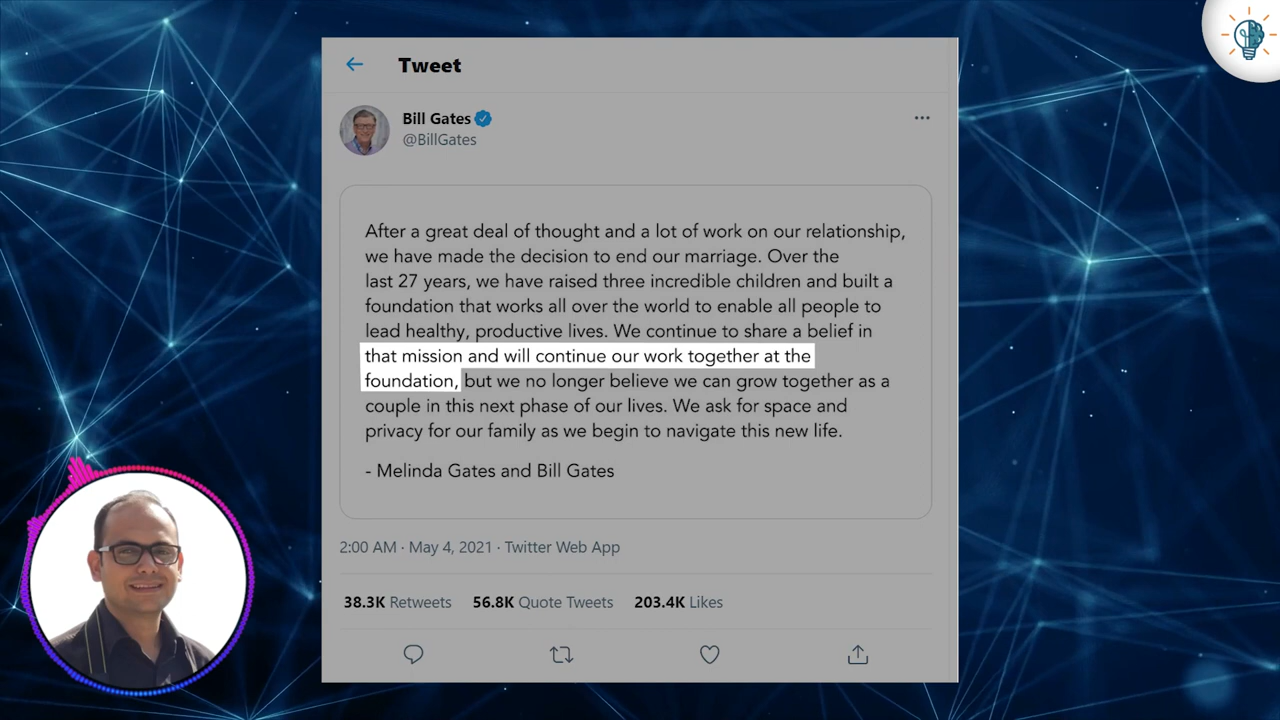 Tweet
Bill Gates
@BillGates
After a great deal of thought and a lot of work on our relationship,
we have made the decision to end our marriage. Over the
last 27 years, we have raised three incredible children and built a
foundation that works all over the world to enable all people to
lead healthy, productive lives. We continue to share a belief in
that mission and will continue our work together at the
foundation, but we no longer believe we can grow together as a
couple in this next phase of our lives. We ask for space and
privacy for our family as we begin to navigate this new life.
- Melinda Gates and Bill Gates
2:00 AM · May 4, 2021 · Twitter Web App
38.3K Retweets 56.8K Quote Tweets 203.4K Likes